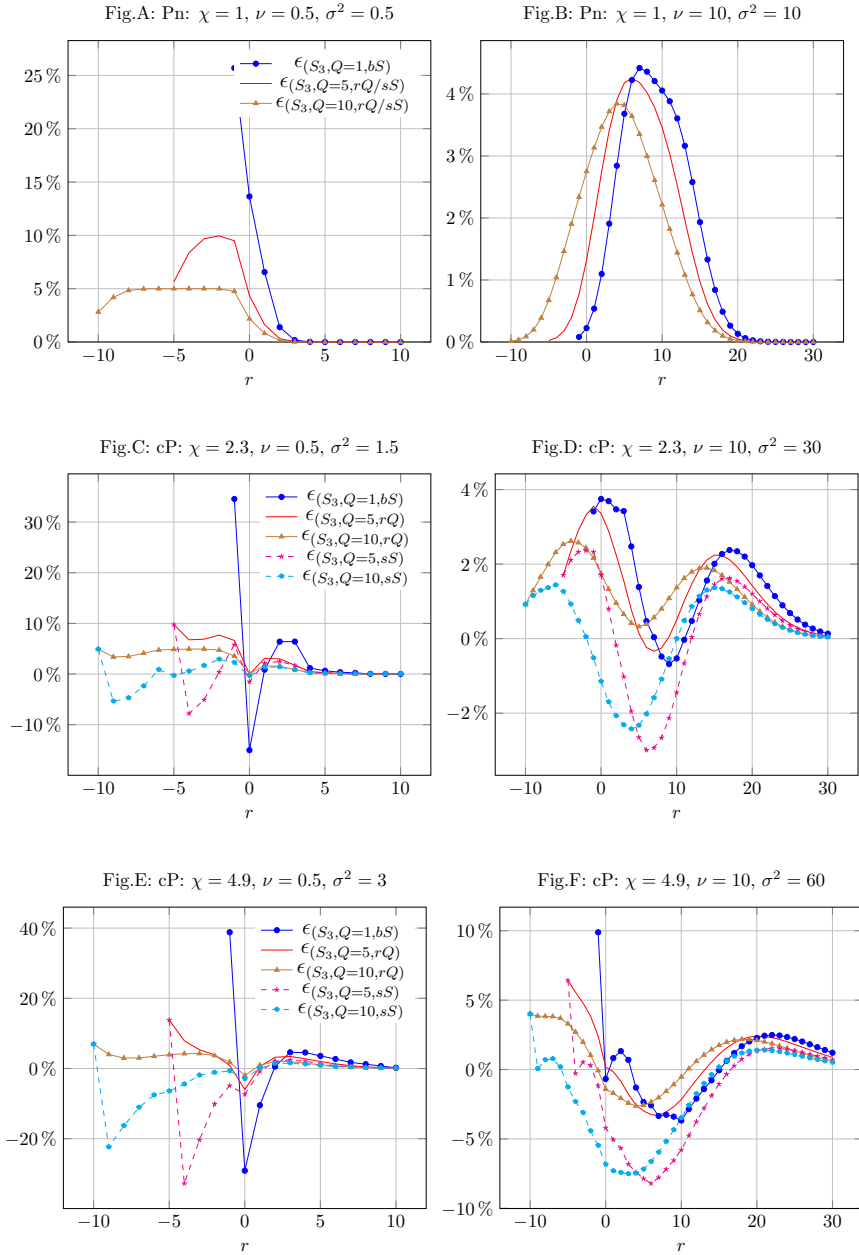 Fig.A: Pn: χ = 1, ν = 0.5, σ² = 0.5
25 %
20 %
15 %
10 %
5 %
0 %
−10
−5
0
5
10
r
ϵ(S₃,Q=1,bS)
ϵ(S₃,Q=5,rQ/sS)
ϵ(S₃,Q=10,rQ/sS)
Fig.B: Pn: χ = 1, ν = 10, σ² = 10
4 %
3 %
2 %
1 %
0 %
−10
0
10
20
30
r
Fig.C: cP: χ = 2.3, ν = 0.5, σ² = 1.5
30 %
20 %
10 %
0 %
−10 %
−10
−5
0
5
10
r
ϵ(S₃,Q=1,bS)
ϵ(S₃,Q=5,rQ)
ϵ(S₃,Q=10,rQ)
ϵ(S₃,Q=5,sS)
ϵ(S₃,Q=10,sS)
Fig.D: cP: χ = 2.3, ν = 10, σ² = 30
4 %
2 %
0 %
−2 %
−10
0
10
20
30
r
Fig.E: cP: χ = 4.9, ν = 0.5, σ² = 3
40 %
20 %
0 %
−20 %
−10
−5
0
5
10
r
ϵ(S₃,Q=1,bS)
ϵ(S₃,Q=5,rQ)
ϵ(S₃,Q=10,rQ)
ϵ(S₃,Q=5,sS)
ϵ(S₃,Q=10,sS)
Fig.F: cP: χ = 4.9, ν = 10, σ² = 60
10 %
5 %
0 %
−5 %
−10 %
−10
0
10
20
30
r